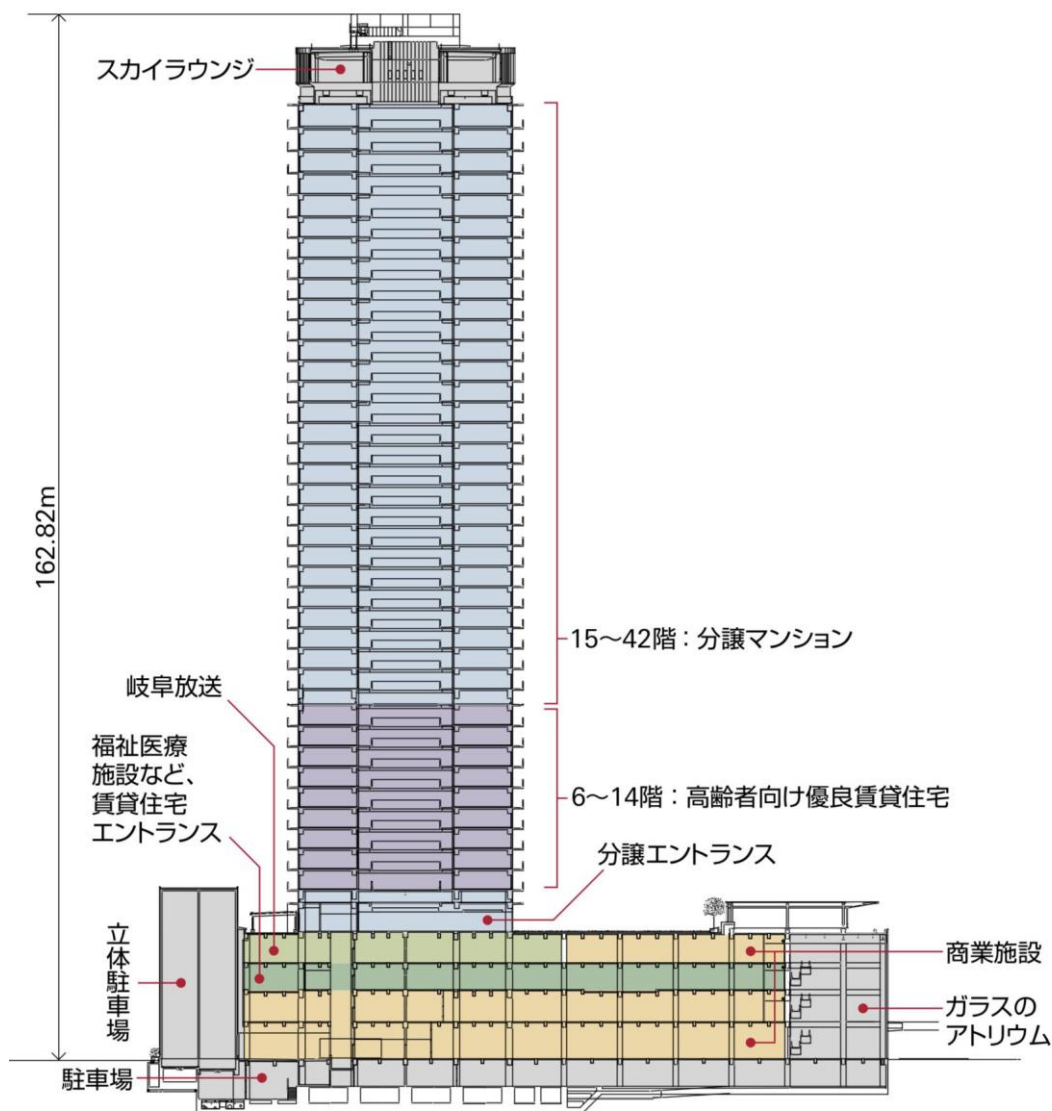 スカイラウンジ
162.82m
15～42階：分譲マンション
岐阜放送
福祉医療
施設など、
賃貸住宅
エントランス
6～14階：高齢者向け優良賃貸住宅
分譲エントランス
立体駐車場
商業施設
ガラスの
アトリウム
駐車場